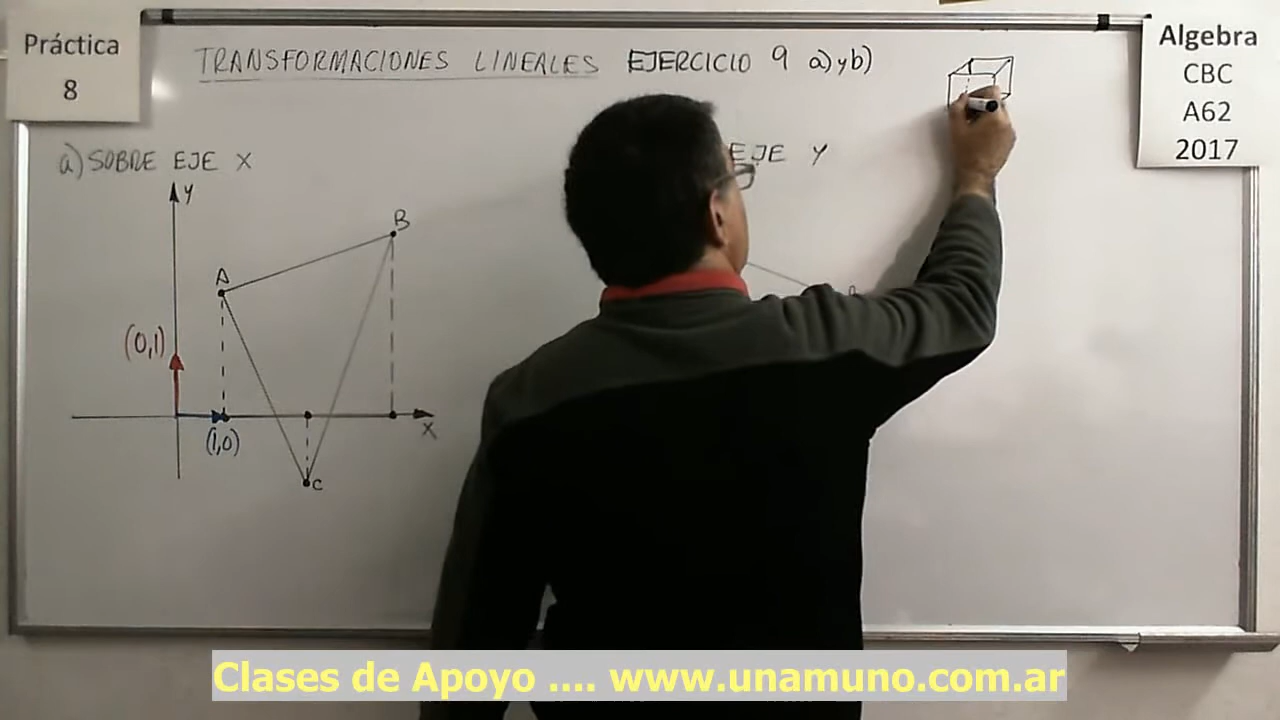 Práctica
8
TRANSFORMACIONES LINEALES EJERCICIO 9 a) y b)
Algebra
CBC
A62
2017
a) SOBRE EJE X
EJE Y
y
B
A
(0,1)
(1,0)
X
C
Clases de Apoyo .... www.unamuno.com.ar